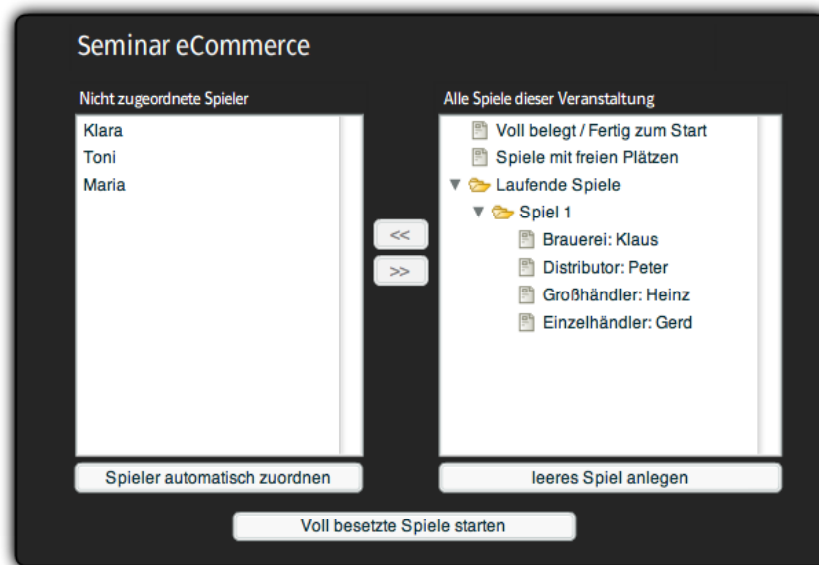 Seminar eCommerce
Nicht zugeordnete Spieler
Klara
Toni
Maria
Spieler automatisch zuordnen
<<
>>
Alle Spiele dieser Veranstaltung
Voll belegt / Fertig zum Start
Spiele mit freien Plätzen
Laufende Spiele
Spiel 1
Brauerei: Klaus
Distributor: Peter
Großhändler: Heinz
Einzelhändler: Gerd
leeres Spiel anlegen
Voll besetzte Spiele starten